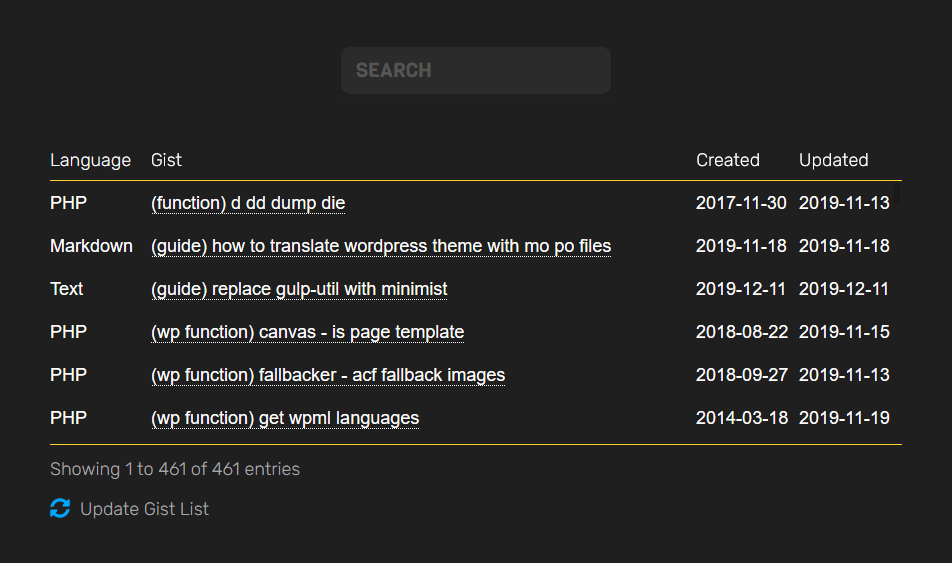 SEARCH
Language Gist Created Updated
PHP (function) d dd dump die 2017-11-30 2019-11-13
Markdown (guide) how to translate wordpress theme with mo po files 2019-11-18 2019-11-18
Text (guide) replace gulp-util with minimist 2019-12-11 2019-12-11
PHP (wp function) canvas - is page template 2018-08-22 2019-11-15
PHP (wp function) fallbacker - acf fallback images 2018-09-27 2019-11-13
PHP (wp function) get wpml languages 2014-03-18 2019-11-19
Showing 1 to 461 of 461 entries
Update Gist List